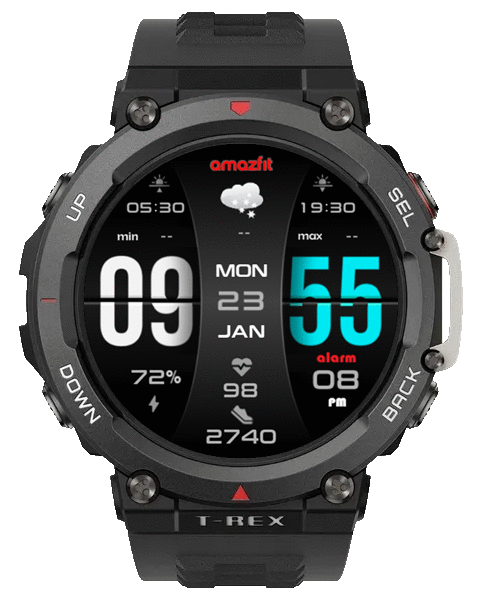 amazfit
UP
SEL
05:30
19:30
min --
--
max --
MON
09
23
55
JAN
alarm
72%
98
08
PM
2740
DOWN
BACK
T-REX